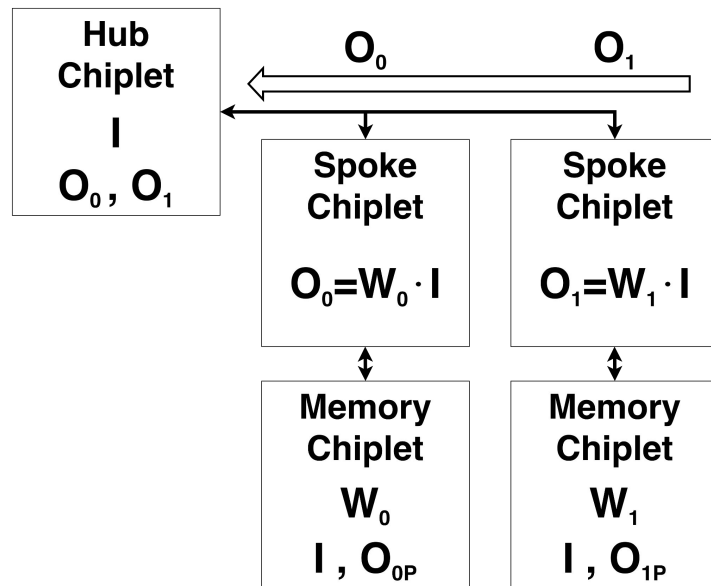 Hub
Chiplet
I
O₀ , O₁
O₀
O₁
Spoke
Chiplet
O₀=W₀·I
Spoke
Chiplet
O₁=W₁·I
Memory
Chiplet
W₀
I , O₀P
Memory
Chiplet
W₁
I , O₁P